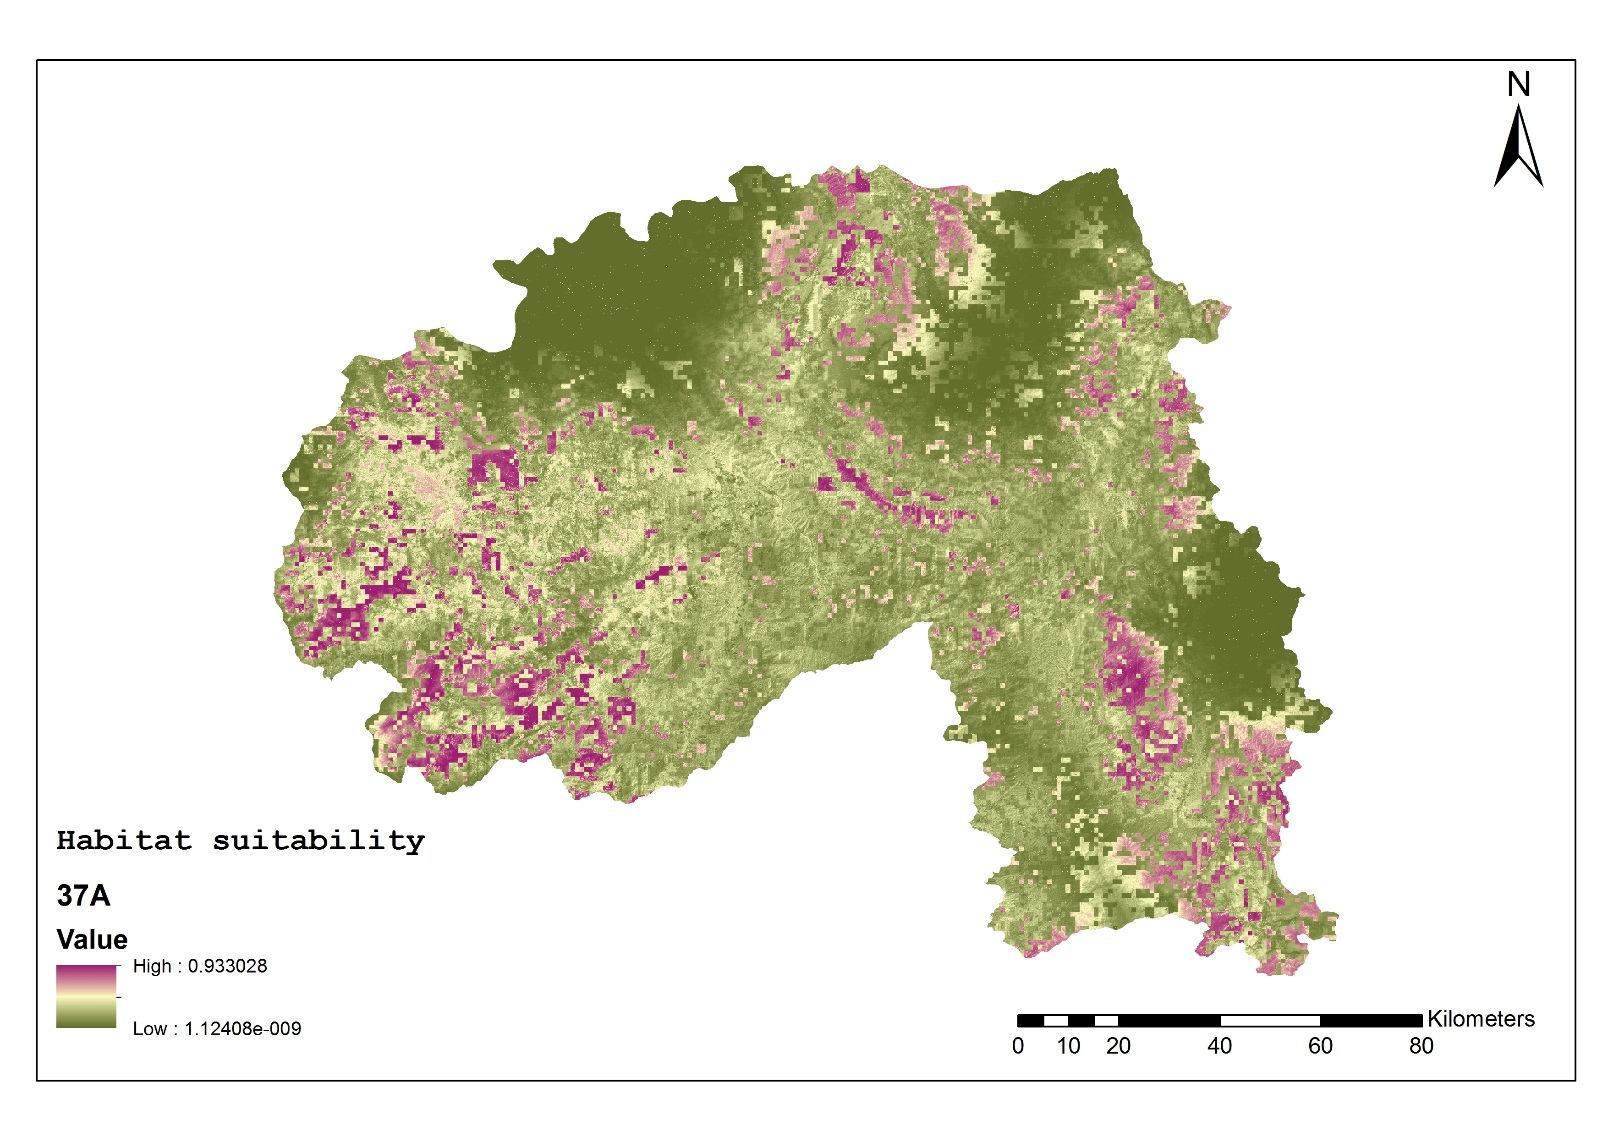 N
Habitat suitability
37A
Value
High : 0.933028
Low : 1.12408e-009
Kilometers
0 10 20 40 60 80